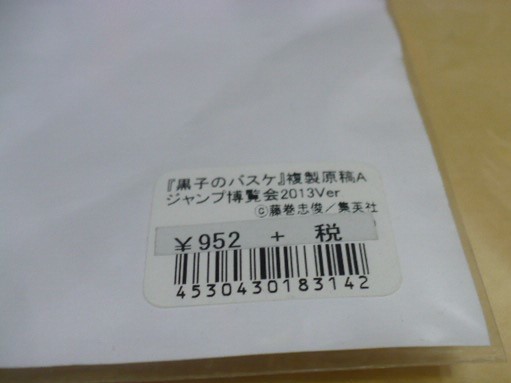 『黒子のバスケ』複製原稿A
ジャンプ博覧会2013Ver
©藤巻忠俊／集英社
¥952 + 税
4530430183142